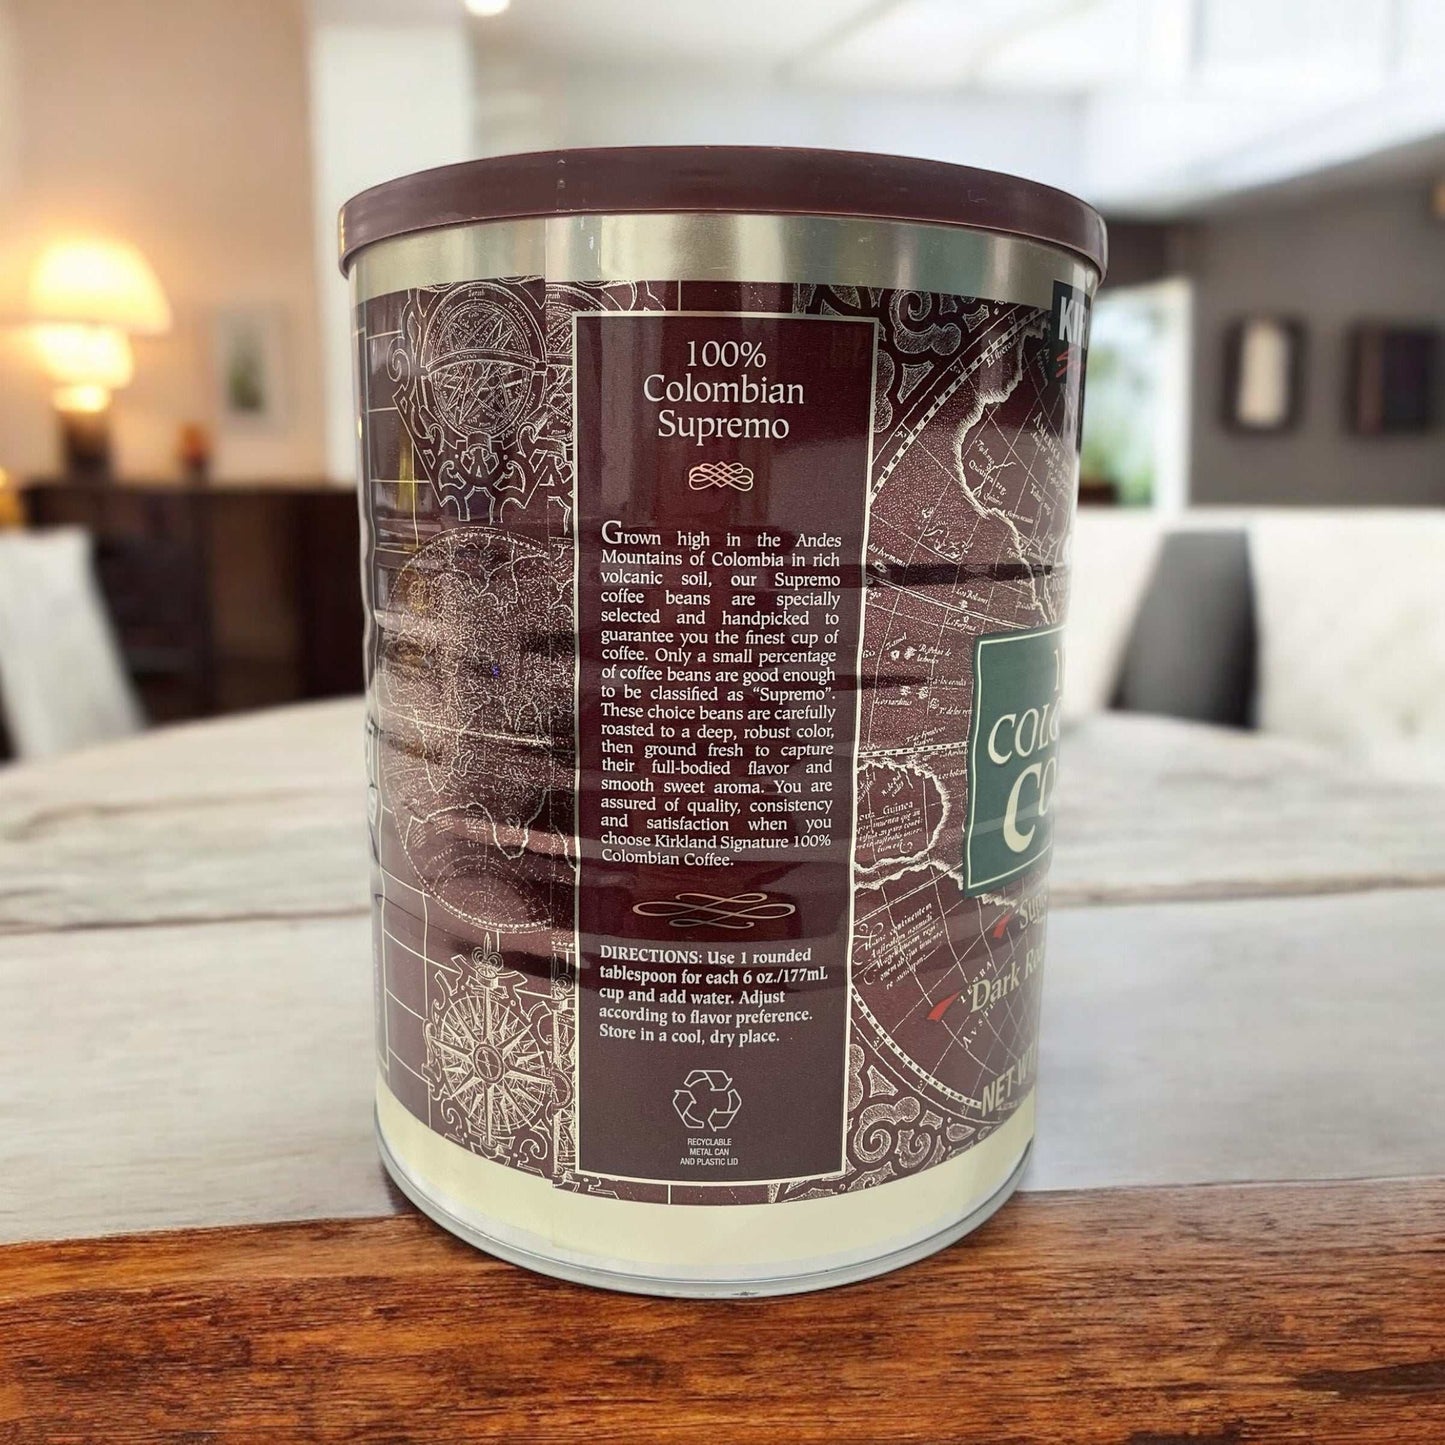 100%
Colombian
Supremo
Grown high in the Andes
Mountains of Colombia in rich
volcanic soil, our Supremo
coffee beans are specially
selected and handpicked to
guarantee you the finest cup of
coffee. Only a small percentage
of coffee beans are good enough
to be classified as “Supremo”.
These choice beans are carefully
roasted to a deep, robust color,
then ground fresh to capture
their full-bodied flavor and
smooth sweet aroma. You are
assured of quality, consistency
and satisfaction when you
choose Kirkland Signature 100%
Colombian Coffee.
DIRECTIONS: Use 1 rounded
tablespoon for each 6 oz./177mL
cup and add water. Adjust
according to flavor preference.
Store in a cool, dry place.
RECYCLABLE
METAL CAN
AND PLASTIC LID
Guinea
Dark
NET